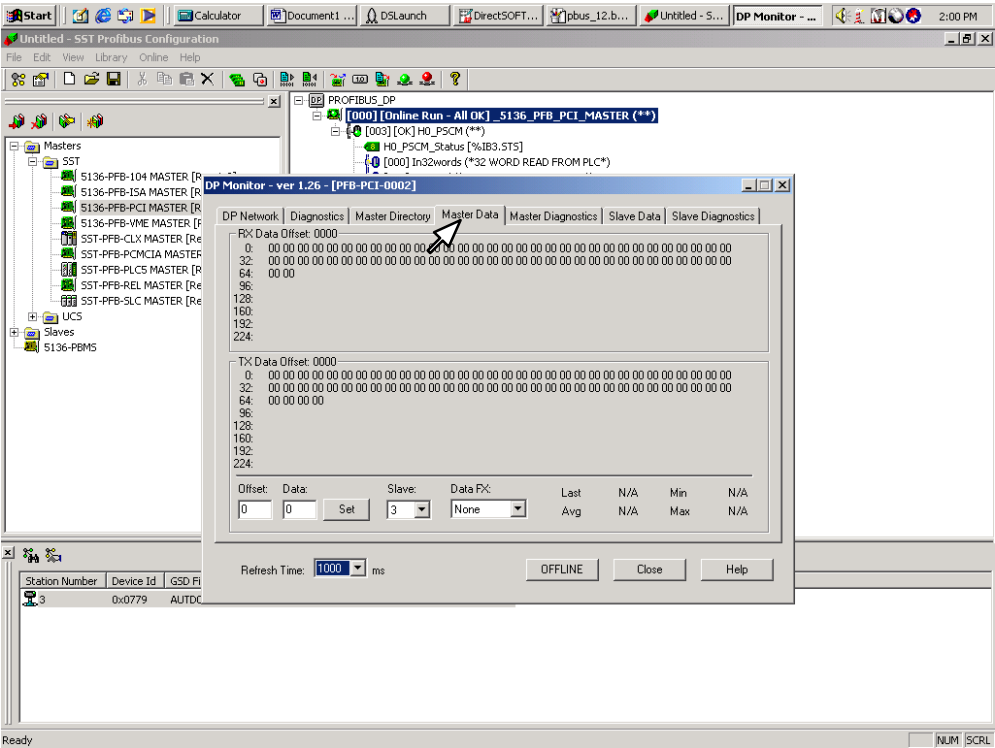 Start
Calculator
Document1 ...
DSLaunch
DirectSOFT...
pbus_12.b...
Untitled - S...
DP Monitor - ...
2:00 PM
Untitled - SST Profibus Configuration
File Edit View Library Online Help
PROFIBUS_DP
[000] [Online Run - All OK] _5136_PFB_PCI_MASTER (**)
[003] [OK] H0_PSCM (**)
H0_PSCM_Status [%IB3.STS]
[000] In32words (*32 WORD READ FROM PLC*)
Masters
SST
5136-PFB-104 MASTER [R
5136-PFB-ISA MASTER [R
5136-PFB-PCI MASTER [R
5136-PFB-VME MASTER [R
SST-PFB-CLX MASTER [Re
SST-PFB-PCMCIA MASTER
SST-PFB-PLC5 MASTER [R
SST-PFB-REL MASTER [Re
SST-PFB-SLC MASTER [Re
UCS
Slaves
5136-PBMS
DP Monitor - ver 1.26 - [PFB-PCI-0002]
DP Network Diagnostics Master Directory Master Data Master Diagnostics Slave Data Slave Diagnostics
RX Data Offset: 0000
0: 00 00 00 00 00 00 00 00 00 00 00 00 00 00 00 00 00 00 00 00 00 00 00 00 00 00 00 00 00 00 00 00
32: 00 00 00 00 00 00 00 00 00 00 00 00 00 00 00 00 00 00 00 00 00 00 00 00 00 00 00 00 00 00 00 00
64: 00 00
96:
128:
160:
192:
224:
TX Data Offset: 0000
0: 00 00 00 00 00 00 00 00 00 00 00 00 00 00 00 00 00 00 00 00 00 00 00 00 00 00 00 00 00 00 00 00
32: 00 00 00 00 00 00 00 00 00 00 00 00 00 00 00 00 00 00 00 00 00 00 00 00 00 00 00 00 00 00 00 00
64: 00 00 00 00
96:
128:
160:
192:
224:
Offset: Data: Slave: Data FX:
0 0 Set 3 None
Last N/A Min N/A
Avg N/A Max N/A
Refresh Time: 1000 ms
OFFLINE Close Help
Station Number Device Id GSD Fi
3 0x0779 AUTDO
Ready
NUM SCRL